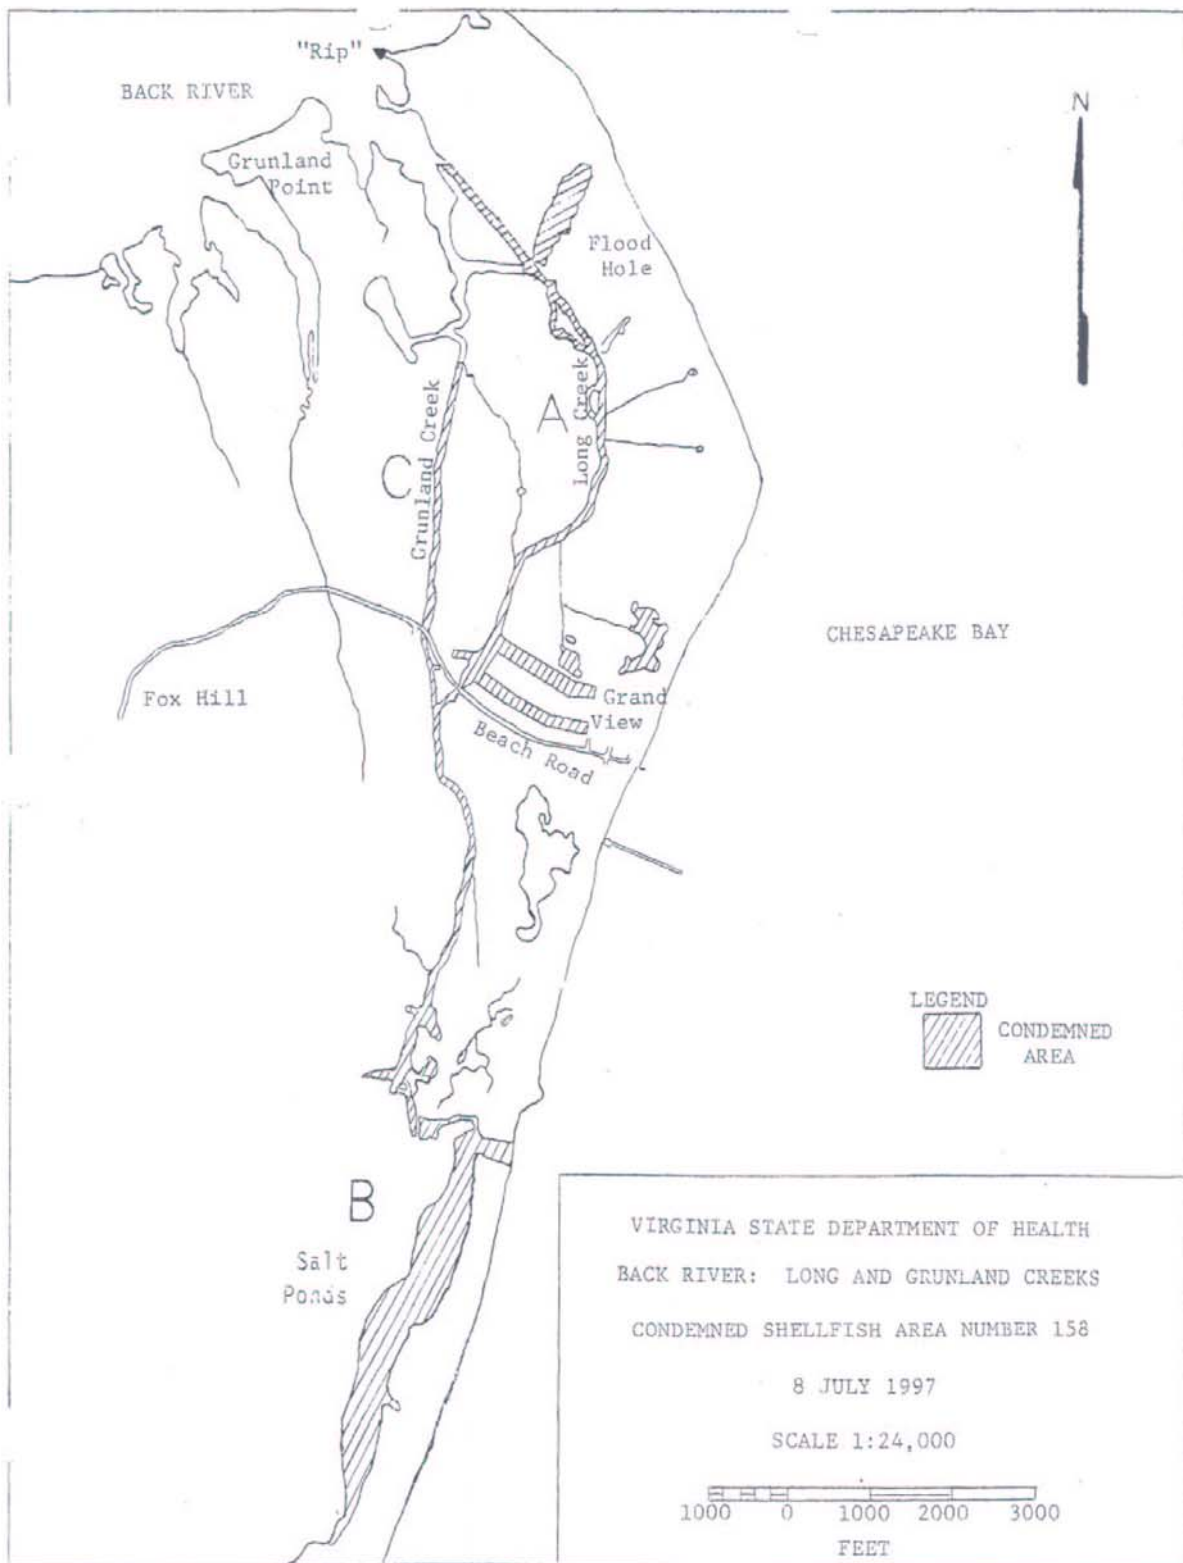 "Rip"
BACK RIVER
N
Grunland
Point
Flood
Hole
A
Long Creek
C
Grunland Creek
CHESAPEAKE BAY
Fox Hill
Grand
View
Beach Road
LEGEND
CONDEMNED
AREA
B
Salt
Ponds
VIRGINIA STATE DEPARTMENT OF HEALTH
BACK RIVER: LONG AND GRUNLAND CREEKS
CONDEMNED SHELLFISH AREA NUMBER 158
8 JULY 1997
SCALE 1:24,000
1000 0 1000 2000 3000
FEET